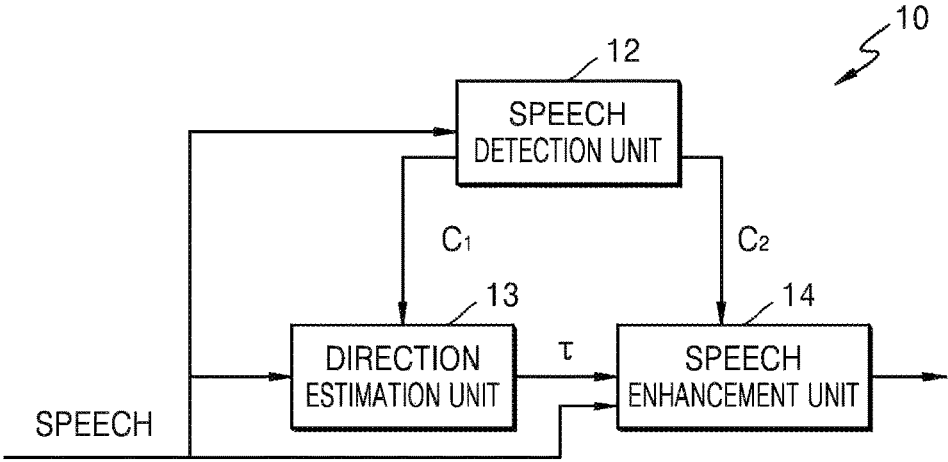 10
12
SPEECH
DETECTION UNIT
C1
C2
13
14
DIRECTION
ESTIMATION UNIT
τ
SPEECH
ENHANCEMENT UNIT
SPEECH